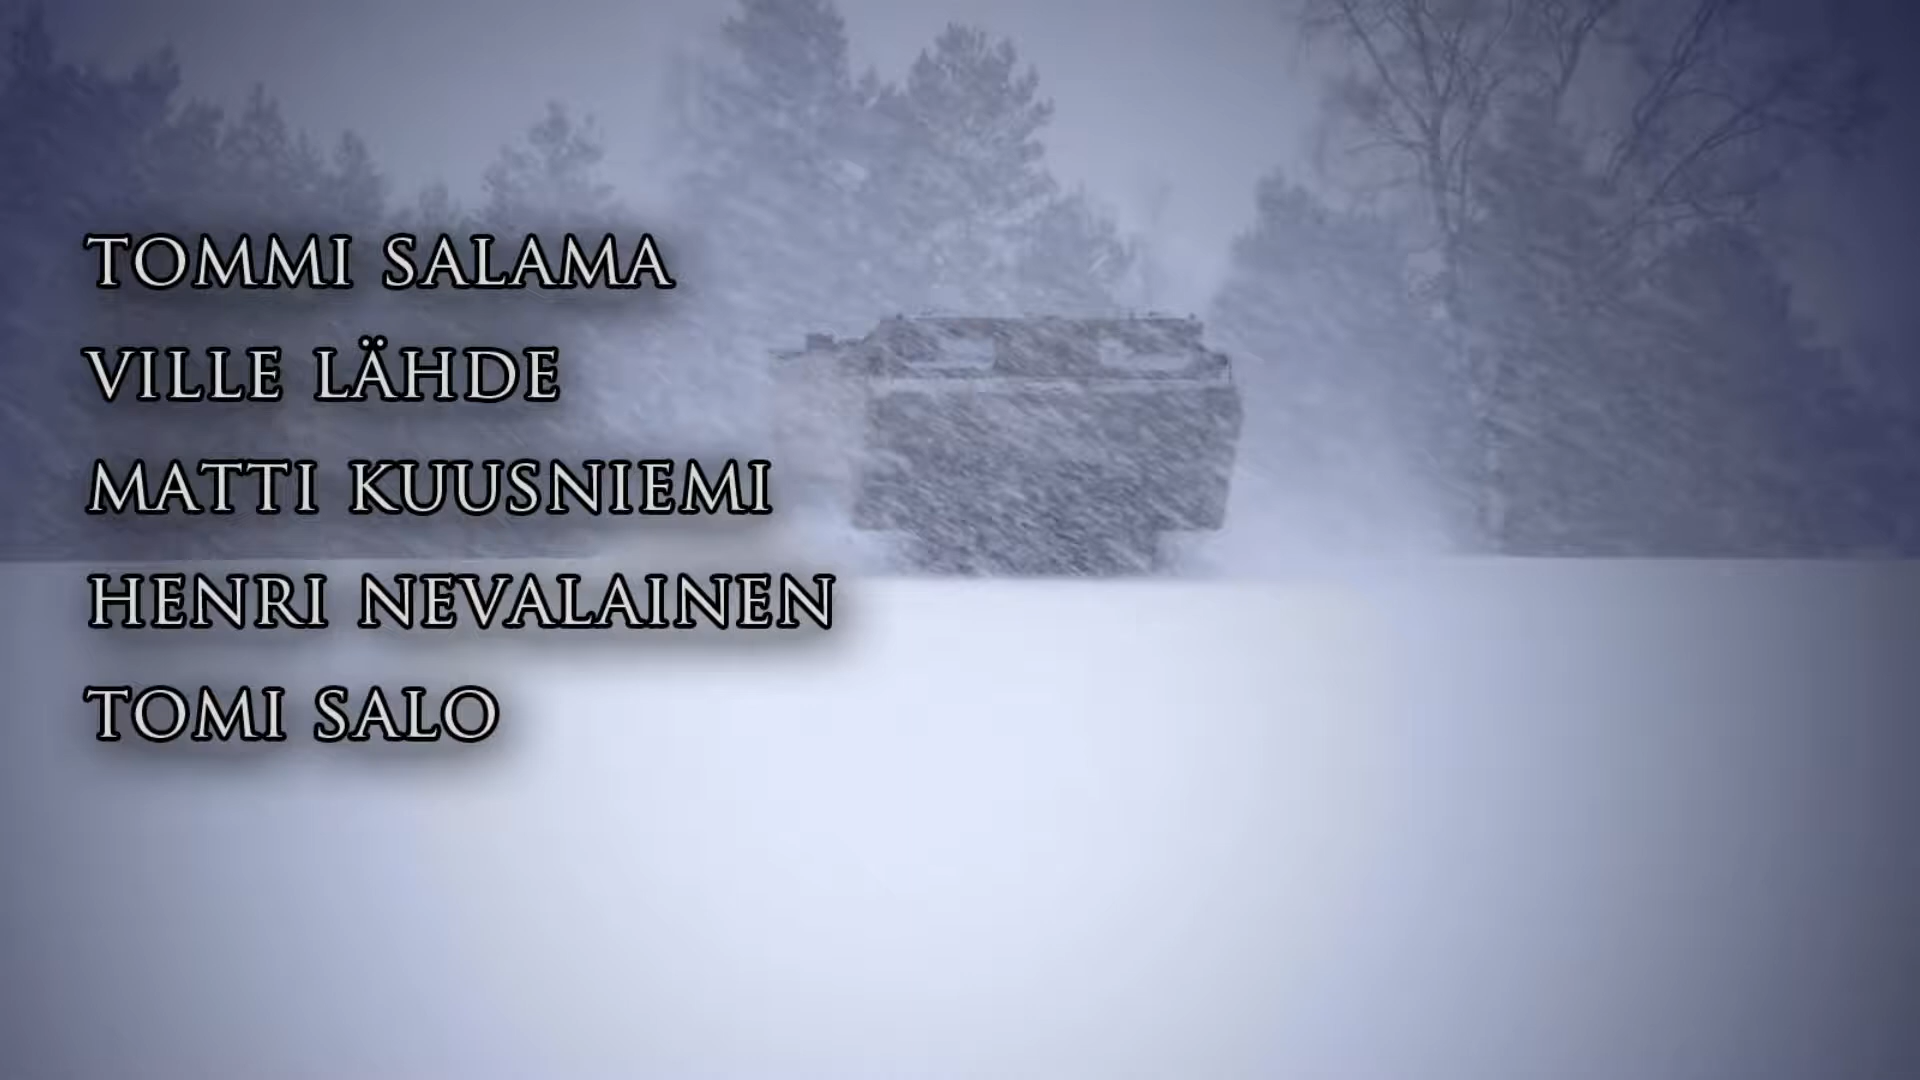 TOMMI SALAMA
VILLE LÄHDE
MATTI KUUSNIEMI
HENRI NEVALAINEN
TOMI SALO